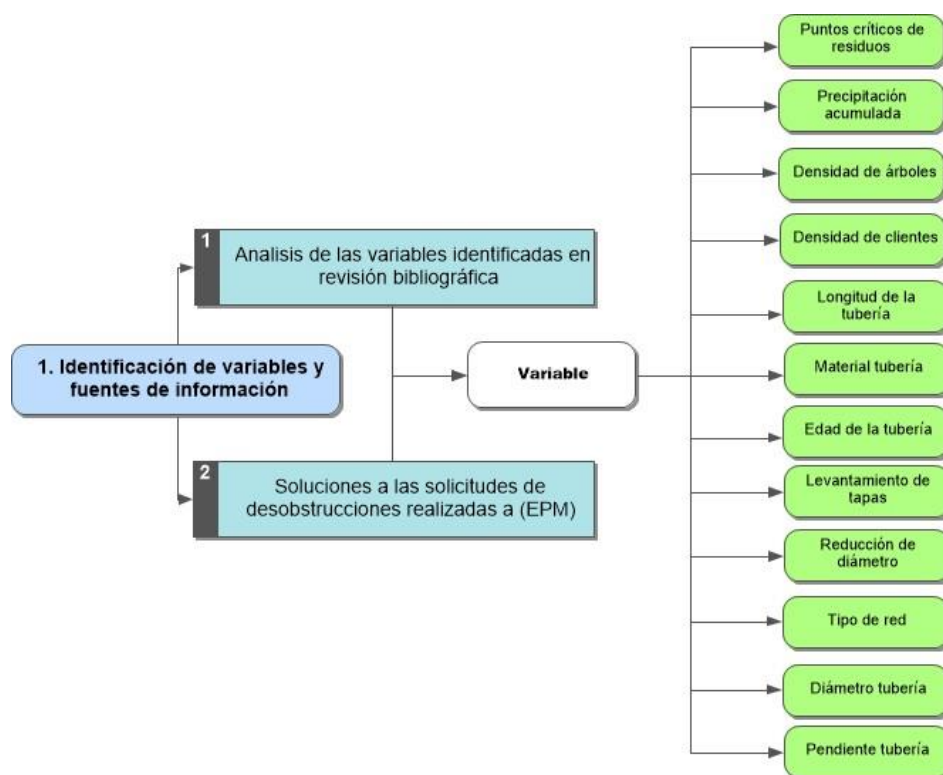 1. Identificación de variables y
fuentes de información
1
Analisis de las variables identificadas en
revisión bibliográfica
2
Soluciones a las solicitudes de
desobstrucciones realizadas a (EPM)
Variable
Puntos críticos de
residuos
Precipitación
acumulada
Densidad de árboles
Densidad de clientes
Longitud de la
tubería
Material tubería
Edad de la tubería
Levantamiento de
tapas
Reducción de
diámetro
Tipo de red
Diámetro tubería
Pendiente tubería